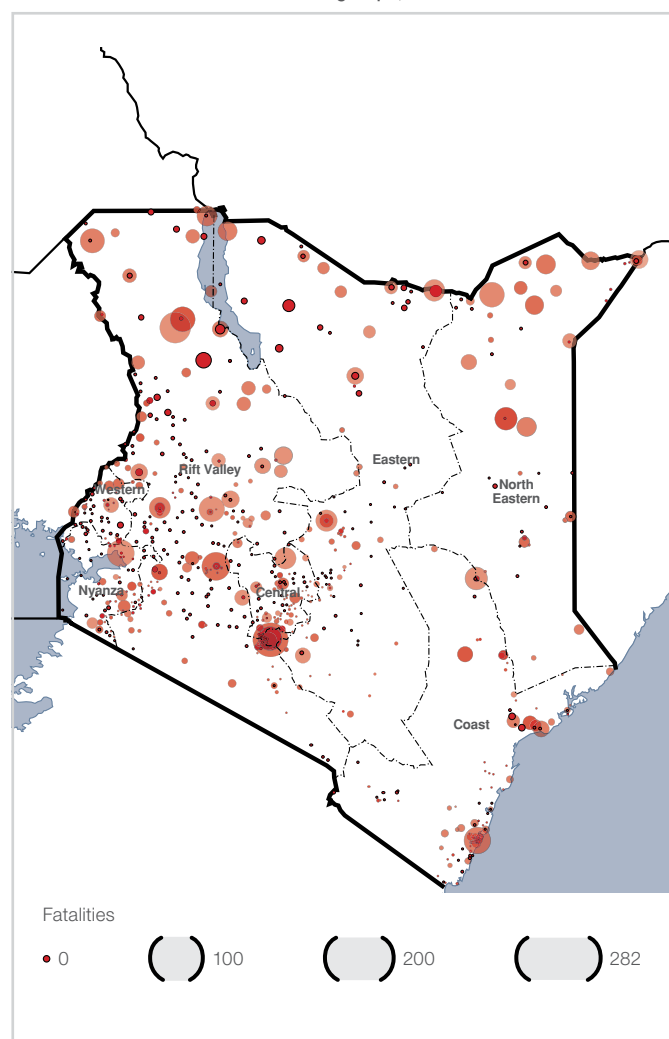 Western
Rift Valley
Eastern
North
Eastern
Nyanza
Central
Coast
Fatalities
0
100
200
282